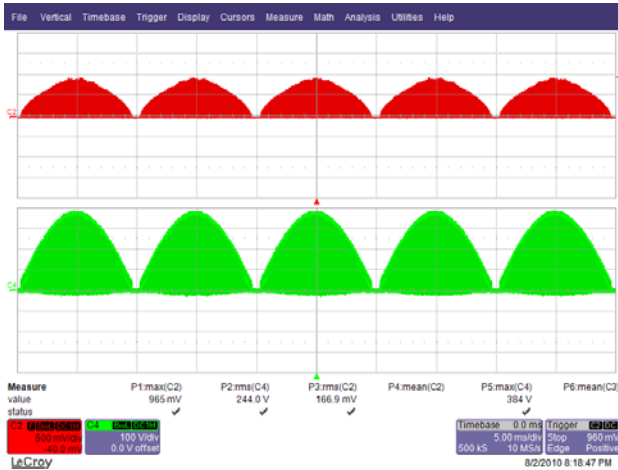 File Vertical Timebase Trigger Display Cursors Measure Math Analysis Utilities Help
C2
C4
Measure P1:max(C2) P2:rms(C4) P3:rms(C2) P4:mean(C2) P5:max(C4) P6:mean(C3)
value 965 mV 244.0 V 166.9 mV 384 V
status
C2 F BwL DC1M
500 mV/div
-40.0 mV
C4 BwL DC1M
100 V/div
0.0 V offset
Timebase 0.0 ms
5.00 ms/div
500 kS 10 MS/s
Trigger C2 DC
Stop 960 mV
Edge Positive
LeCroy
8/2/2010 8:18:47 PM